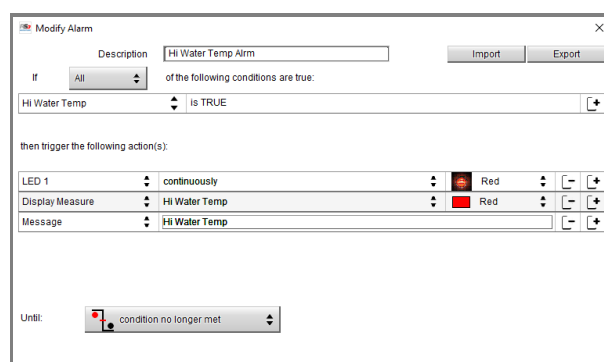 Modify Alarm
Description Hi Water Temp Alrm Import Export
If All of the following conditions are true:
Hi Water Temp is TRUE
then trigger the following action(s):
LED 1 continuously Red
Display Measure Hi Water Temp Red
Message Hi Water Temp
Until: condition no longer met